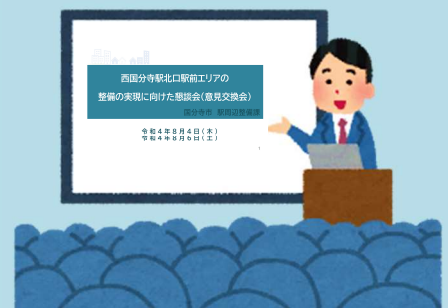 西国分寺駅北口駅前エリアの
整備の実現に向けた懇談会（意見交換会）
国分寺市　駅周辺整備課
令和４年８月４日（木）
令和４年８月６日（土）